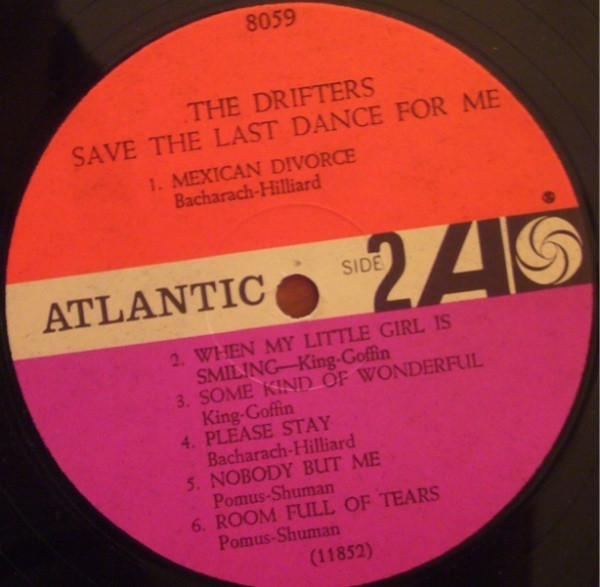 8059
THE DRIFTERS
SAVE THE LAST DANCE FOR ME
1. MEXICAN DIVORCE
Bacharach-Hilliard
ATLANTIC
SIDE 2 A
2. WHEN MY LITTLE GIRL IS
SMILING—King-Goffin
3. SOME KIND OF WONDERFUL
King-Goffin
4. PLEASE STAY
Bacharach-Hilliard
5. NOBODY BUT ME
Pomus-Shuman
6. ROOM FULL OF TEARS
Pomus-Shuman
(11852)